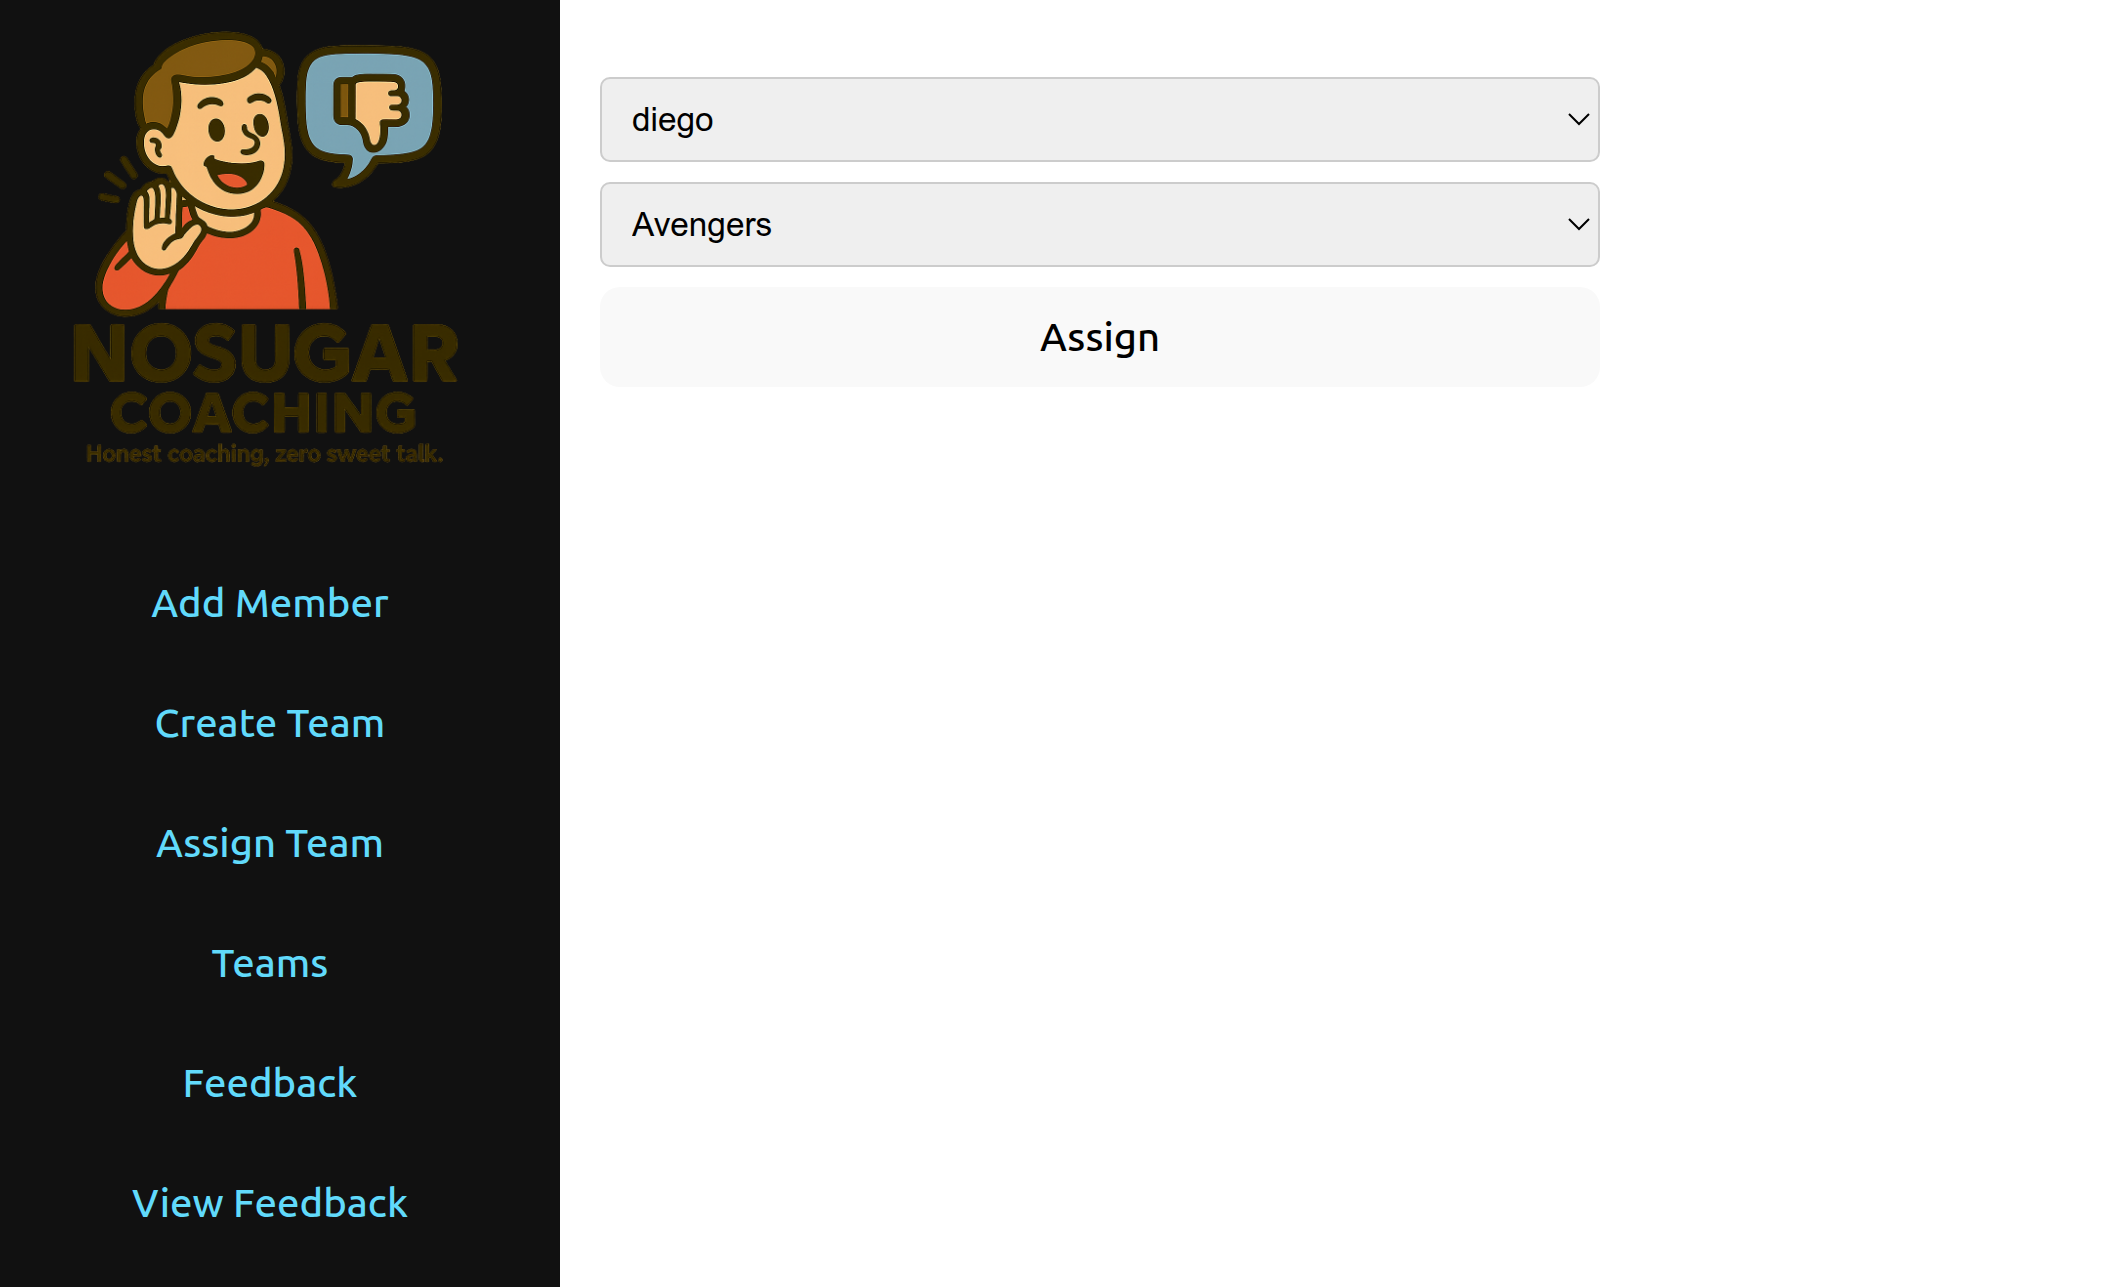 NOSUGAR
COACHING
Honest coaching, zero sweet talk.
Add Member
Create Team
Assign Team
Teams
Feedback
View Feedback
diego
Avengers
Assign